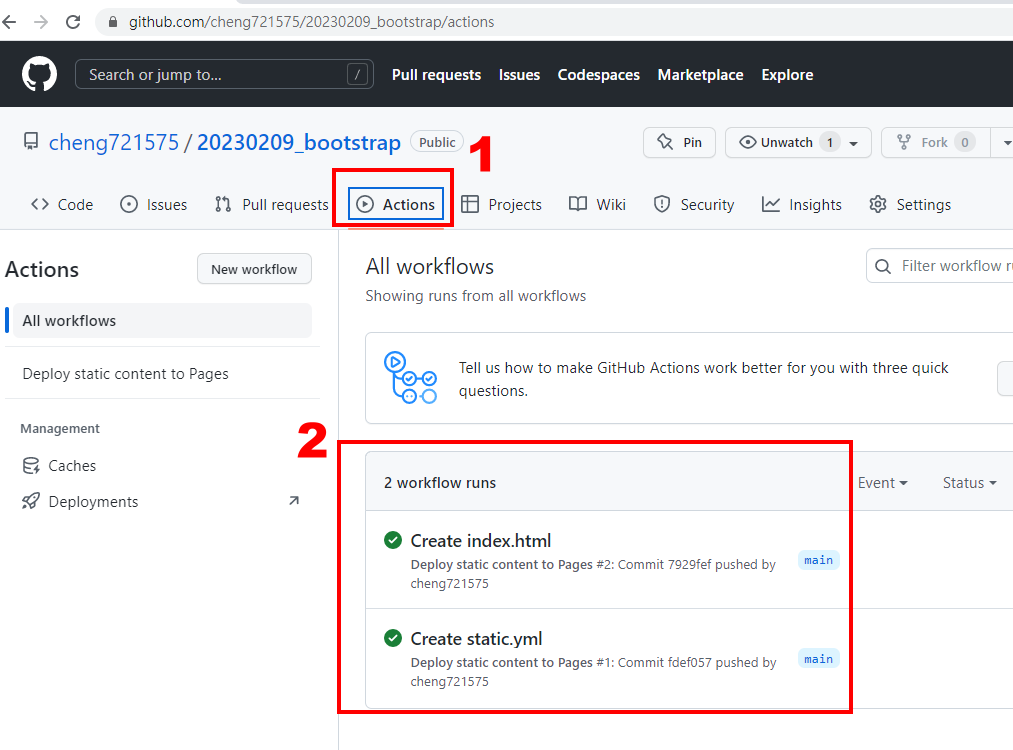 github.com/cheng721575/20230209_bootstrap/actions
Search or jump to... /
Pull requests Issues Codespaces Marketplace Explore
cheng721575 / 20230209_bootstrap Public
1
Pin Unwatch 1 Fork 0
Code Issues Pull requests Actions Projects Wiki Security Insights Settings
Actions
New workflow
All workflows
Deploy static content to Pages
Management
Caches
Deployments
All workflows
Showing runs from all workflows
Filter workflow
Tell us how to make GitHub Actions work better for you with three quick
questions.
2
2 workflow runs
Event Status
Create index.html
Deploy static content to Pages #2: Commit 7929fef pushed by
cheng721575
main
Create static.yml
Deploy static content to Pages #1: Commit fdef057 pushed by
cheng721575
main